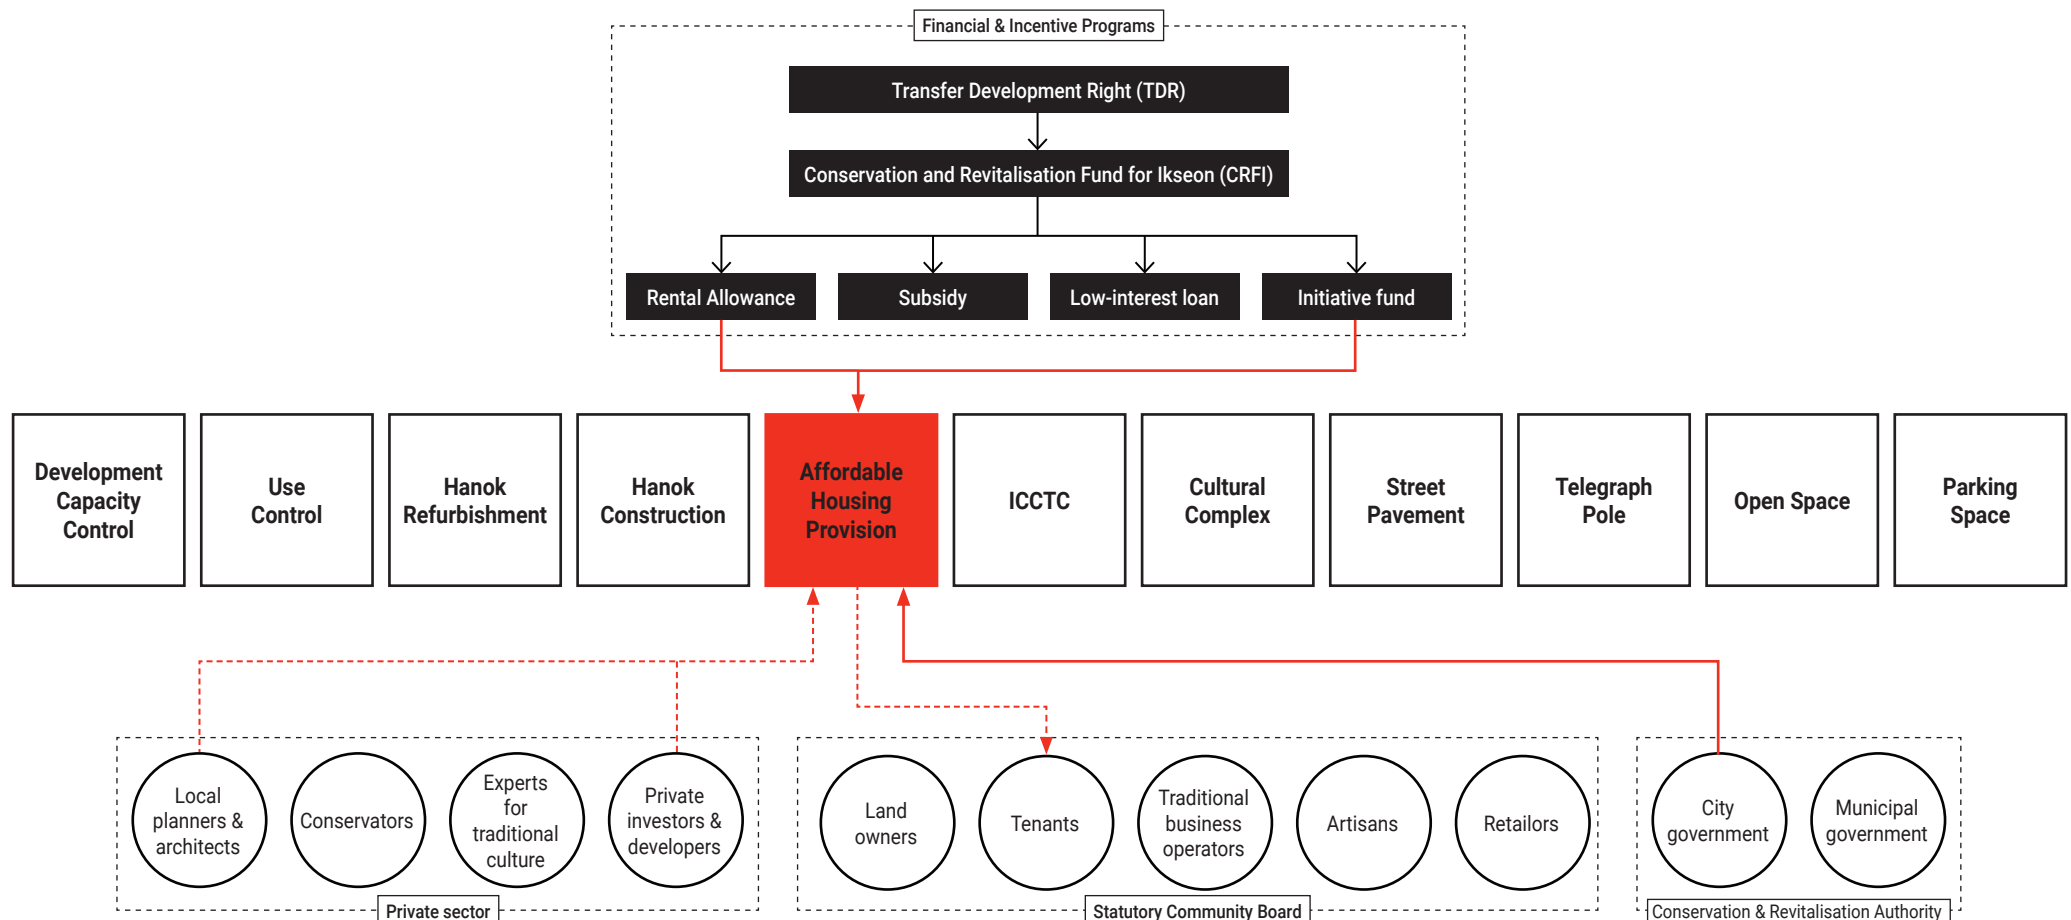 Financial & Incentive Programs
Transfer Development Right (TDR)
Conservation and Revitalisation Fund for Ikseon (CRFI)
Rental Allowance
Subsidy
Low-interest loan
Initiative fund
Development
Capacity
Control
Use
Control
Hanok
Refurbishment
Hanok
Construction
Affordable
Housing
Provision
ICCTC
Cultural
Complex
Street
Pavement
Telegraph
Pole
Open Space
Parking
Space
Local
planners &
architects
Conservators
Experts
for
traditional
culture
Private
investors &
developers
Land
owners
Tenants
Traditional
business
operators
Artisans
Retailors
City
government
Municipal
government
Private sector
Statutory Community Board
Conservation & Revitalisation Authority